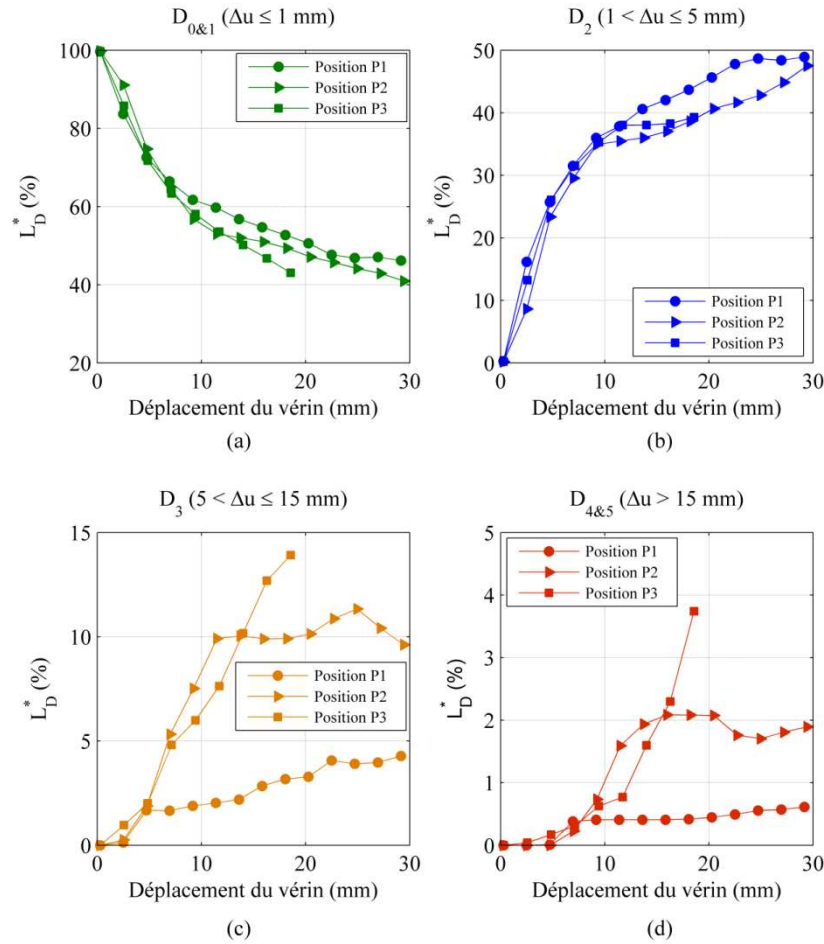 D0&1 (Δu ≤ 1 mm)
100
80
60
40
20
L*D (%)
Position P1
Position P2
Position P3
0
10
20
30
Déplacement du vérin (mm)
(a)
D2 (1 < Δu ≤ 5 mm)
50
40
30
20
10
0
L*D (%)
Position P1
Position P2
Position P3
0
10
20
30
Déplacement du vérin (mm)
(b)
D3 (5 < Δu ≤ 15 mm)
15
10
5
0
L*D (%)
Position P1
Position P2
Position P3
0
10
20
30
Déplacement du vérin (mm)
(c)
D4&5 (Δu > 15 mm)
5
4
3
2
1
0
L*D (%)
Position P1
Position P2
Position P3
0
10
20
30
Déplacement du vérin (mm)
(d)